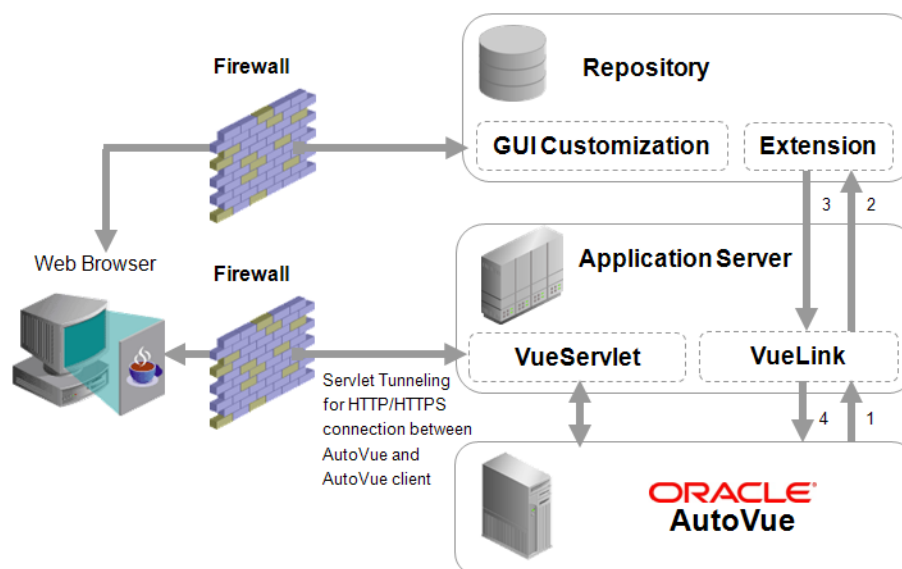 Firewall
Repository
GUI Customization
Extension
3
2
Web Browser
Firewall
Application Server
VueServlet
VueLink
Servlet Tunneling
for HTTP/HTTPS
connection between
AutoVue and
AutoVue client
4
1
ORACLE®
AutoVue